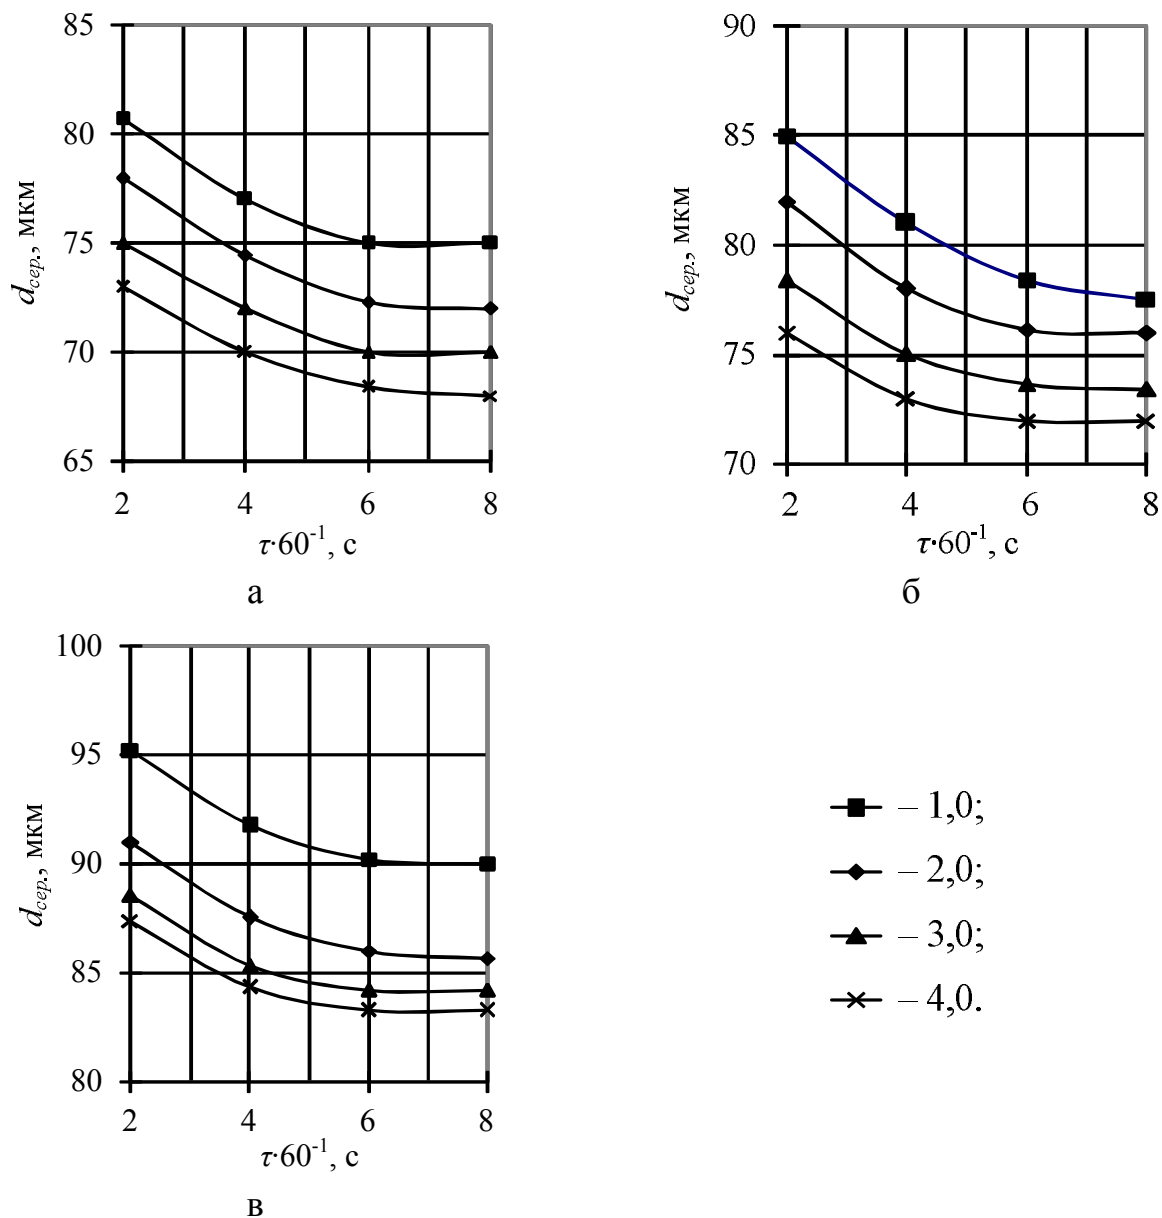 85
80
75
70
65
d_сер., мкм
2 4 6 8
τ·60⁻¹, с
а
90
85
80
75
70
d_сер., мкм
2 4 6 8
τ·60⁻¹, с
б
100
95
90
85
80
d_сер., мкм
2 4 6 8
τ·60⁻¹, с
в
– 1,0;
– 2,0;
– 3,0;
– 4,0.